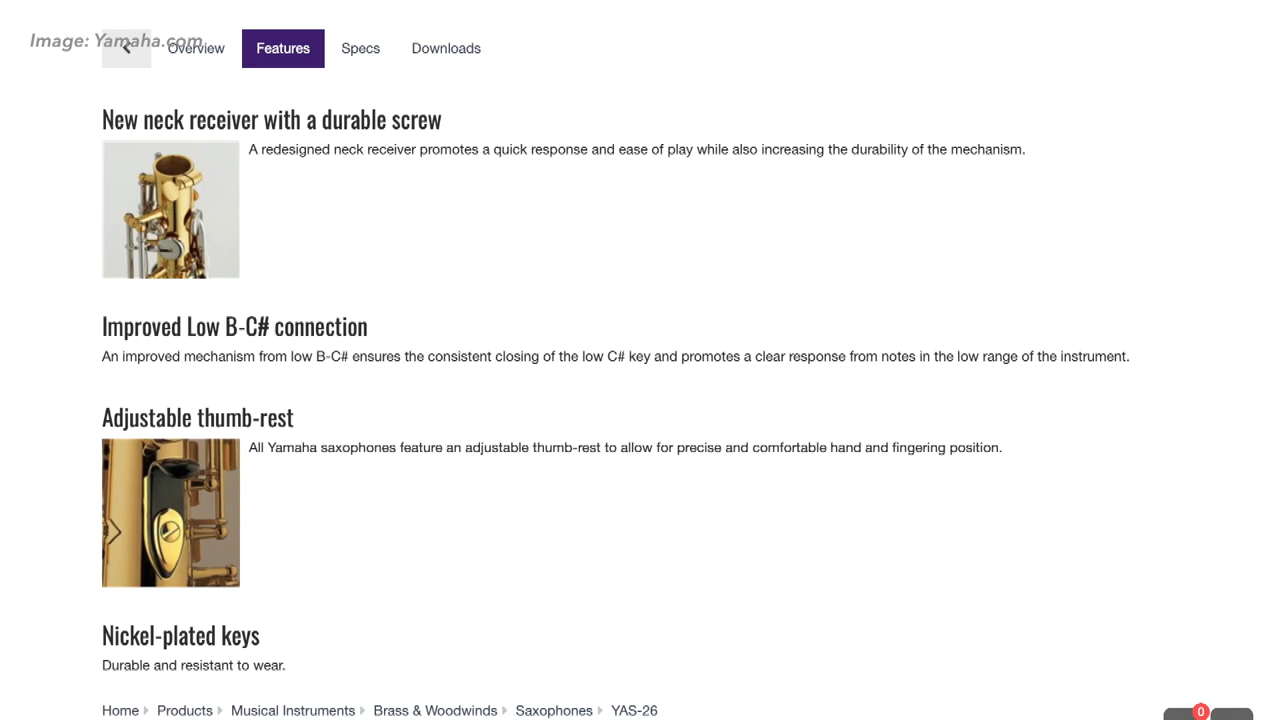 Image: Yamaha.com
Overview Features Specs Downloads
New neck receiver with a durable screw
A redesigned neck receiver promotes a quick response and ease of play while also increasing the durability of the mechanism.
Improved Low B-C# connection
An improved mechanism from low B-C# ensures the consistent closing of the low C# key and promotes a clear response from notes in the low range of the instrument.
Adjustable thumb-rest
All Yamaha saxophones feature an adjustable thumb-rest to allow for precise and comfortable hand and fingering position.
Nickel-plated keys
Durable and resistant to wear.
Home Products Musical Instruments Brass & Woodwinds Saxophones YAS-26
0